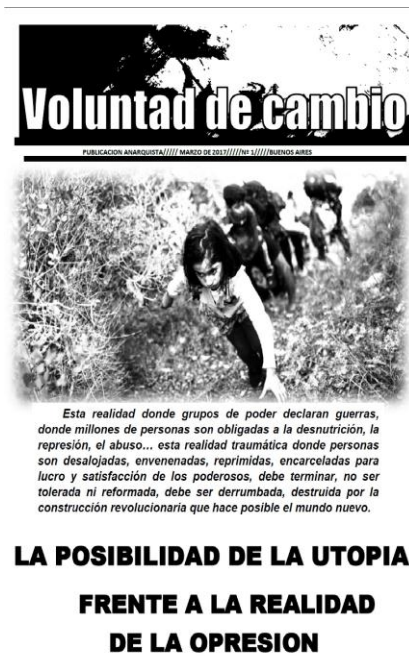 Voluntad de cambio
PUBLICACION ANARQUISTA///// MARZO DE 2017/////Nº 1/////BUENOS AIRES
Esta realidad donde grupos de poder declaran guerras,
donde millones de personas son obligadas a la desnutrición, la
represión, el abuso... esta realidad traumática donde personas
son desalojadas, envenenadas, reprimidas, encarceladas para
lucro y satisfacción de los poderosos, debe terminar, no ser
tolerada ni reformada, debe ser derrumbada, destruida por la
construcción revolucionaria que hace posible el mundo nuevo.
LA POSIBILIDAD DE LA UTOPIA
FRENTE A LA REALIDAD
DE LA OPRESION